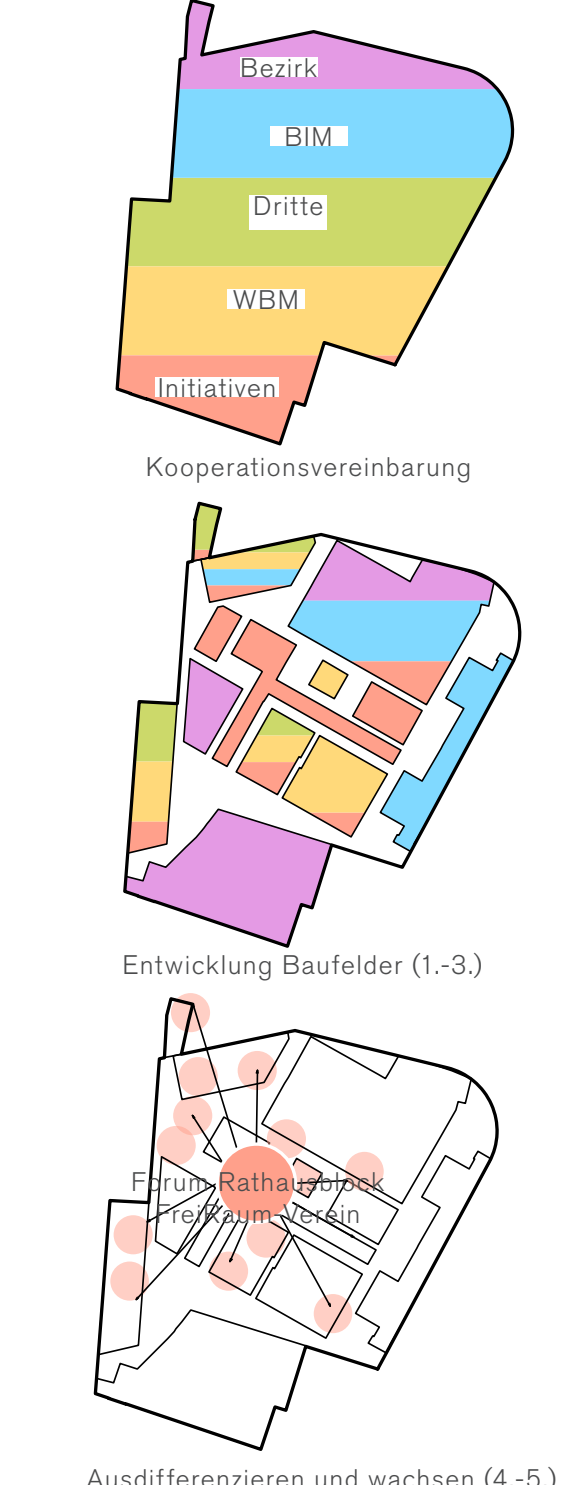 Bezirk
BIM
Dritte
WBM
Initiativen
Kooperationsvereinbarung
Entwicklung Baufelder (1.-3.)
Forum Rathausblock
FreiRaum-Verein
Ausdifferenzieren und wachsen (4.-5.)